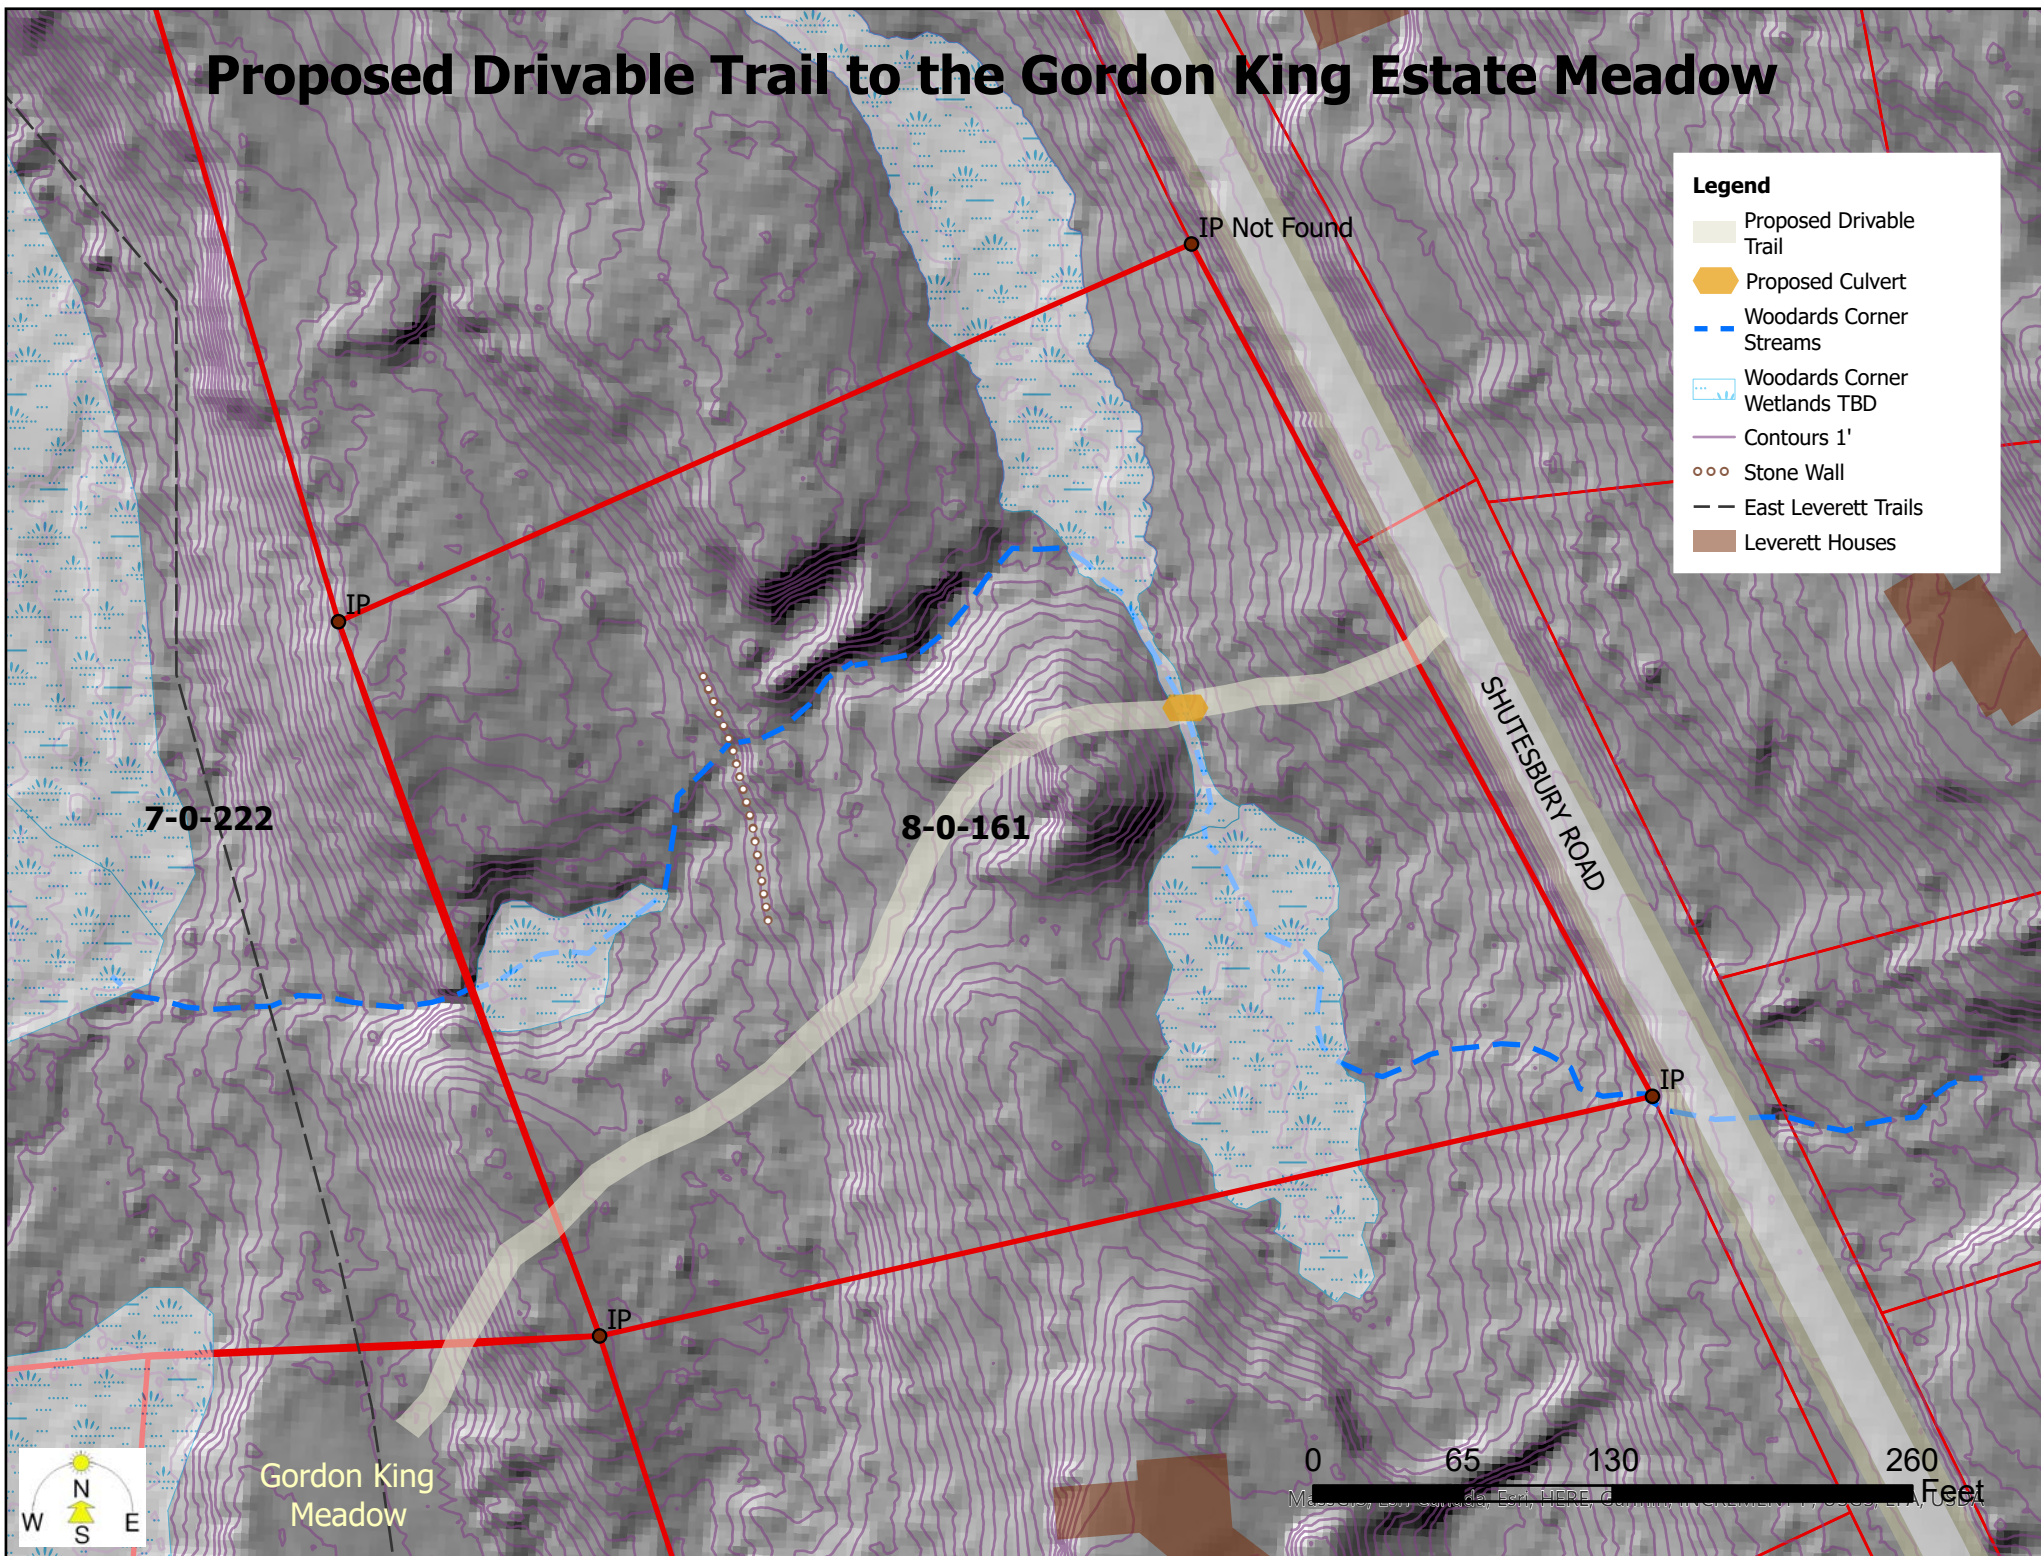 Proposed Drivable Trail to the Gordon King Estate Meadow
IP Not Found
Legend
Proposed Drivable
Trail
Proposed Culvert
Woodards Corner
Streams
Woodards Corner
Wetlands TBD
Contours 1'
Stone Wall
East Leverett Trails
Leverett Houses
IP
SHUTESBURY ROAD
7-0-222
8-0-161
IP
IP
0 65 130 260
Feet
Gordon King
Meadow
N
W E
S